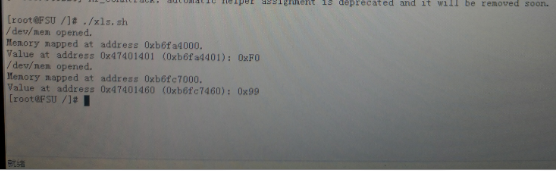 nf_conntrack: automatic helper assignment is deprecated and it will be removed soon.
[root@FSU /]# ./xls.sh
/dev/mem opened.
Memory mapped at address 0xb6fa4000.
Value at address 0x47401401 (0xb6fa4401): 0xF0
/dev/mem opened.
Memory mapped at address 0xb6fc7000.
Value at address 0x47401460 (0xb6fc7460): 0x99
[root@FSU /]#
就绪